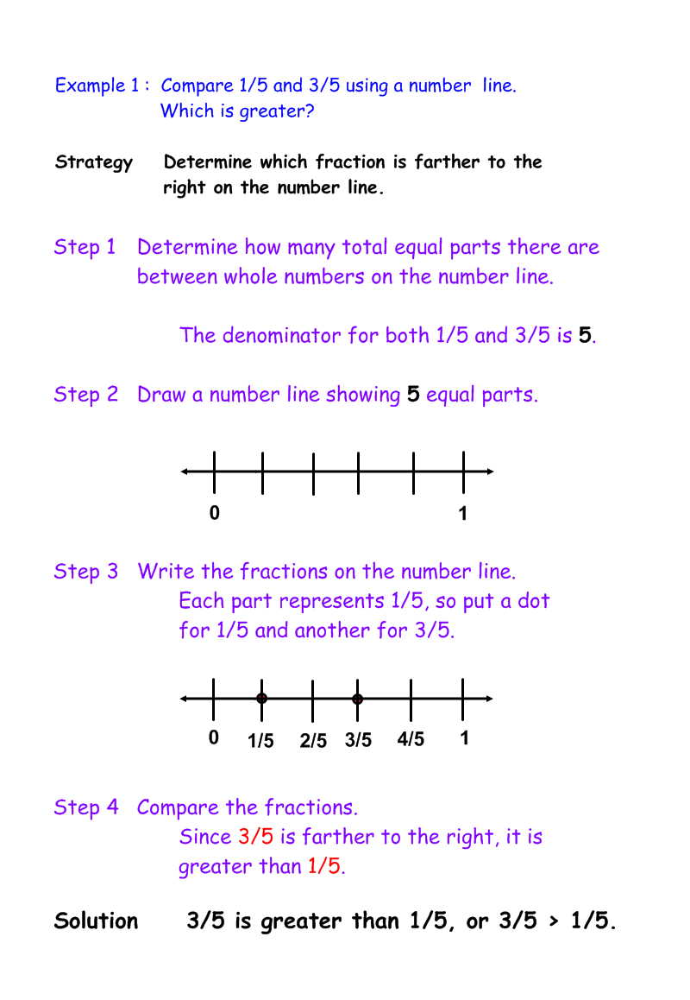 Example 1 : Compare 1/5 and 3/5 using a number line.
Which is greater?
Strategy Determine which fraction is farther to the
right on the number line.
Step 1 Determine how many total equal parts there are
between whole numbers on the number line.
The denominator for both 1/5 and 3/5 is 5.
Step 2 Draw a number line showing 5 equal parts.
0 1
Step 3 Write the fractions on the number line.
Each part represents 1/5, so put a dot
for 1/5 and another for 3/5.
0 1/5 2/5 3/5 4/5 1
Step 4 Compare the fractions.
Since 3/5 is farther to the right, it is
greater than 1/5.
Solution 3/5 is greater than 1/5, or 3/5 > 1/5.